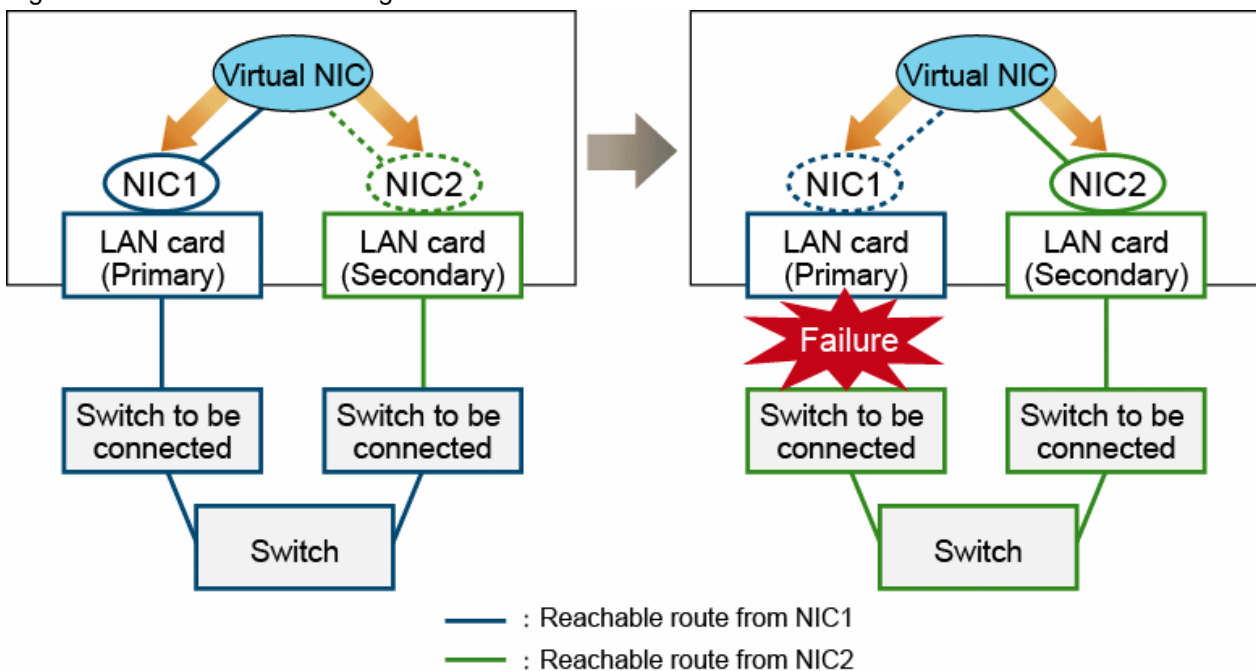 Virtual NIC
NIC1
NIC2
LAN card
(Primary)
LAN card
(Secondary)
Switch to be
connected
Switch to be
connected
Switch
Virtual NIC
NIC1
NIC2
LAN card
(Primary)
LAN card
(Secondary)
Failure
Switch to be
connected
Switch to be
connected
Switch
: Reachable route from NIC1
: Reachable route from NIC2